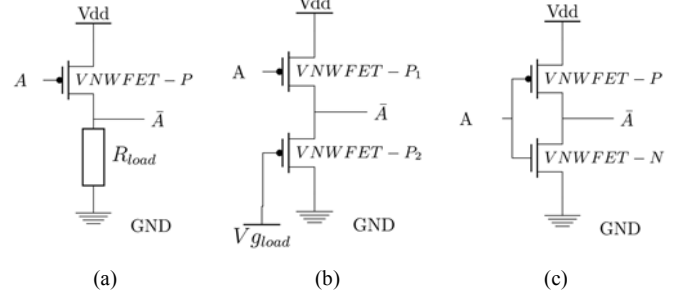 Vdd
A
VNWFET − P
Ā
R_load
GND
(a)
Vdd
A
VNWFET − P₁
Ā
VNWFET − P₂
Vg_load
GND
(b)
Vdd
A
VNWFET − P
Ā
VNWFET − N
GND
(c)